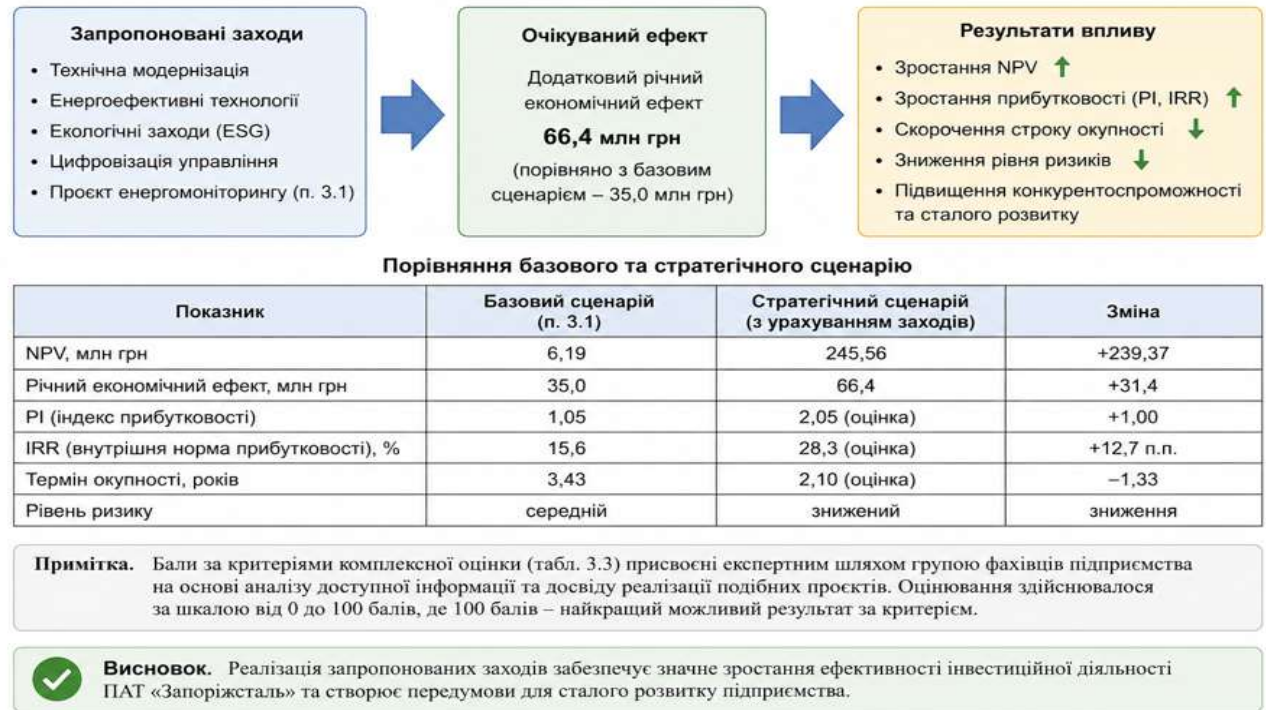 Запропоновані заходи
• Технічна модернізація
• Енергоефективні технології
• Екологічні заходи (ESG)
• Цифровізація управління
• Проєкт енергомоніторингу (п. 3.1)
Очікуваний ефект
Додатковий річний
економічний ефект
66,4 млн грн
(порівняно з базовим
сценарієм – 35,0 млн грн)
Результати впливу
• Зростання NPV ↑
• Зростання прибутковості (PI, IRR) ↑
• Скорочення строку окупності ↓
• Зниження рівня ризиків ↓
• Підвищення конкурентоспроможності
та сталого розвитку
Порівняння базового та стратегічного сценарію
Показник | Базовий сценарій (п. 3.1) | Стратегічний сценарій (з урахуванням заходів) | Зміна
NPV, млн грн | 6,19 | 245,56 | +239,37
Річний економічний ефект, млн грн | 35,0 | 66,4 | +31,4
PI (індекс прибутковості) | 1,05 | 2,05 (оцінка) | +1,00
IRR (внутрішня норма прибутковості), % | 15,6 | 28,3 (оцінка) | +12,7 п.п.
Термін окупності, років | 3,43 | 2,10 (оцінка) | –1,33
Рівень ризику | середній | знижений | зниження
Примітка. Бали за критеріями комплексної оцінки (табл. 3.3) присвоєні експертним шляхом групою фахівців підприємства
на основі аналізу доступної інформації та досвіду реалізації подібних проєктів. Оцінювання здійснювалося
за шкалою від 0 до 100 балів, де 100 балів – найкращий можливий результат за критерієм.
Висновок. Реалізація запропонованих заходів забезпечує значне зростання ефективності інвестиційної діяльності
ПАТ «Запоріжсталь» та створює передумови для сталого розвитку підприємства.